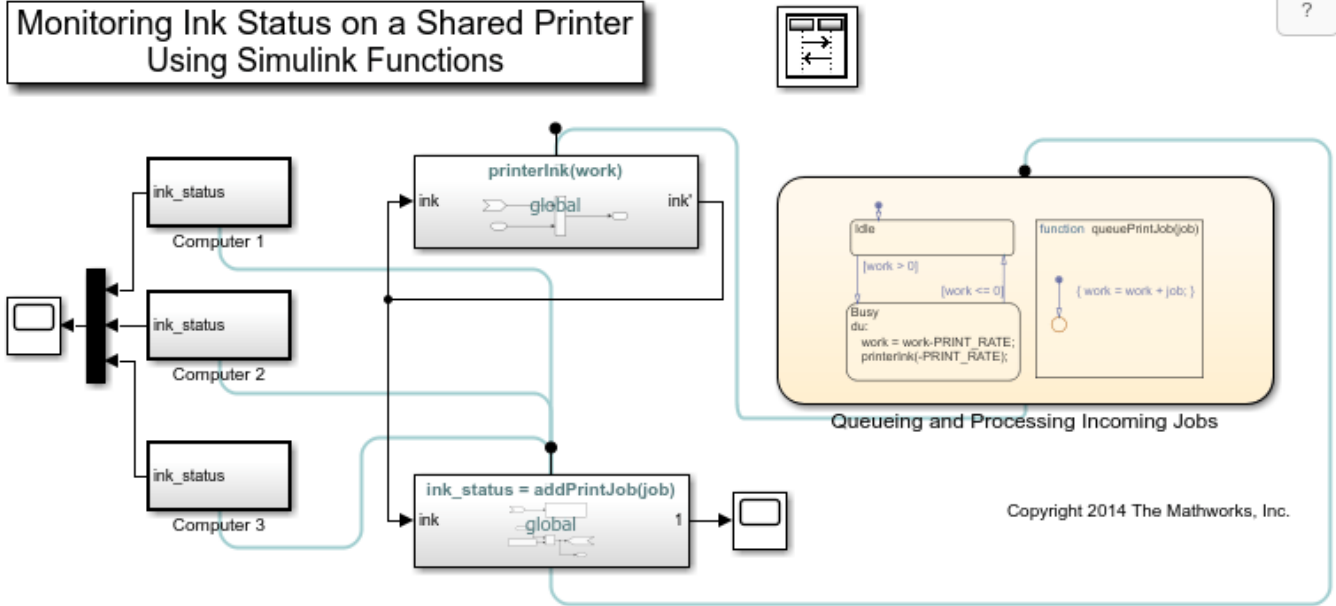 Monitoring Ink Status on a Shared Printer
Using Simulink Functions
?
ink_status
Computer 1
ink_status
Computer 2
ink_status
Computer 3
printerInk(work)
ink
global
ink'
ink_status = addPrintJob(job)
ink
global
1
Idle
[work > 0]
[work <= 0]
Busy
du:
work = work-PRINT_RATE;
printerInk(-PRINT_RATE);
function queuePrintJob(job)
{ work = work + job; }
Queueing and Processing Incoming Jobs
Copyright 2014 The Mathworks, Inc.